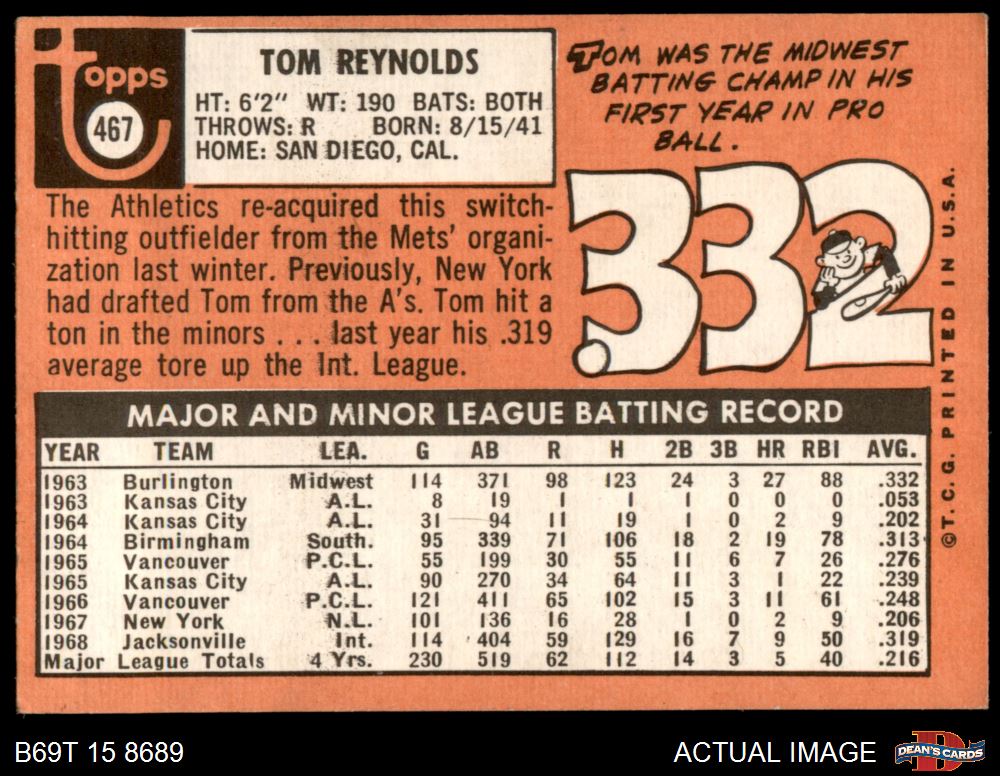 topps
467
TOM REYNOLDS
HT: 6'2" WT: 190 BATS: BOTH
THROWS: R BORN: 8/15/41
HOME: SAN DIEGO, CAL.
The Athletics re-acquired this switch-
hitting outfielder from the Mets' organi-
zation last winter. Previously, New York
had drafted Tom from the A's. Tom hit a
ton in the minors . . . last year his .319
average tore up the Int. League.
TOM WAS THE MIDWEST
BATTING CHAMP IN HIS
FIRST YEAR IN PRO
BALL.
.332
©T.C.G. PRINTED IN U.S.A.
MAJOR AND MINOR LEAGUE BATTING RECORD
YEAR TEAM LEA. G AB R H 2B 3B HR RBI AVG.
1963 Burlington Midwest 114 371 98 123 24 3 27 88 .332
1963 Kansas City A.L. 8 19 1 1 1 0 0 0 .053
1964 Kansas City A.L. 31 94 11 19 1 0 2 9 .202
1964 Birmingham South. 95 339 71 106 18 2 19 78 .313
1965 Vancouver P.C.L. 55 199 30 55 11 6 7 26 .276
1965 Kansas City A.L. 90 270 34 64 11 3 1 22 .239
1966 Vancouver P.C.L. 121 411 65 102 15 3 11 61 .248
1967 New York N.L. 101 136 16 28 1 0 2 9 .206
1968 Jacksonville Int. 114 404 59 129 16 7 9 50 .319
Major League Totals 4 Yrs. 230 519 62 112 14 3 5 40 .216
B69T 15 8689
ACTUAL IMAGE
D
DEAN'S CARDS